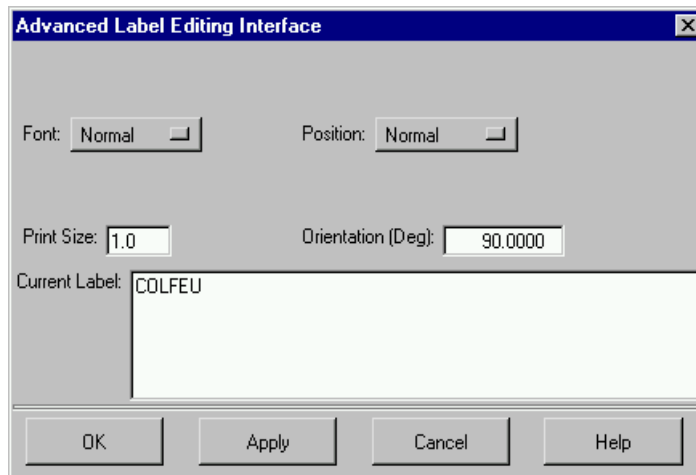 Advanced Label Editing Interface
Font: Normal Position: Normal
Print Size: 1.0 Orientation (Deg): 90.0000
Current Label: COLFEU
OK Apply Cancel Help